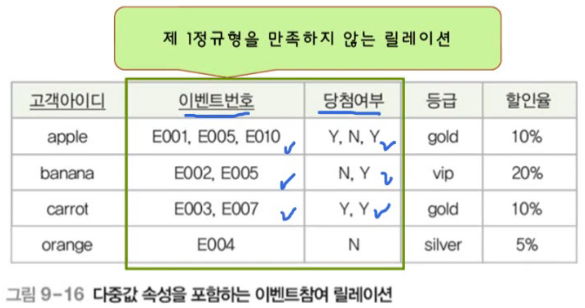 제 1정규형을 만족하지 않는 릴레이션
고객아이디 이벤트번호 당첨여부 등급 할인율
apple E001, E005, E010 Y, N, Y gold 10%
banana E002, E005 N, Y vip 20%
carrot E003, E007 Y, Y gold 10%
orange E004 N silver 5%
그림 9-16 다중값 속성을 포함하는 이벤트참여 릴레이션